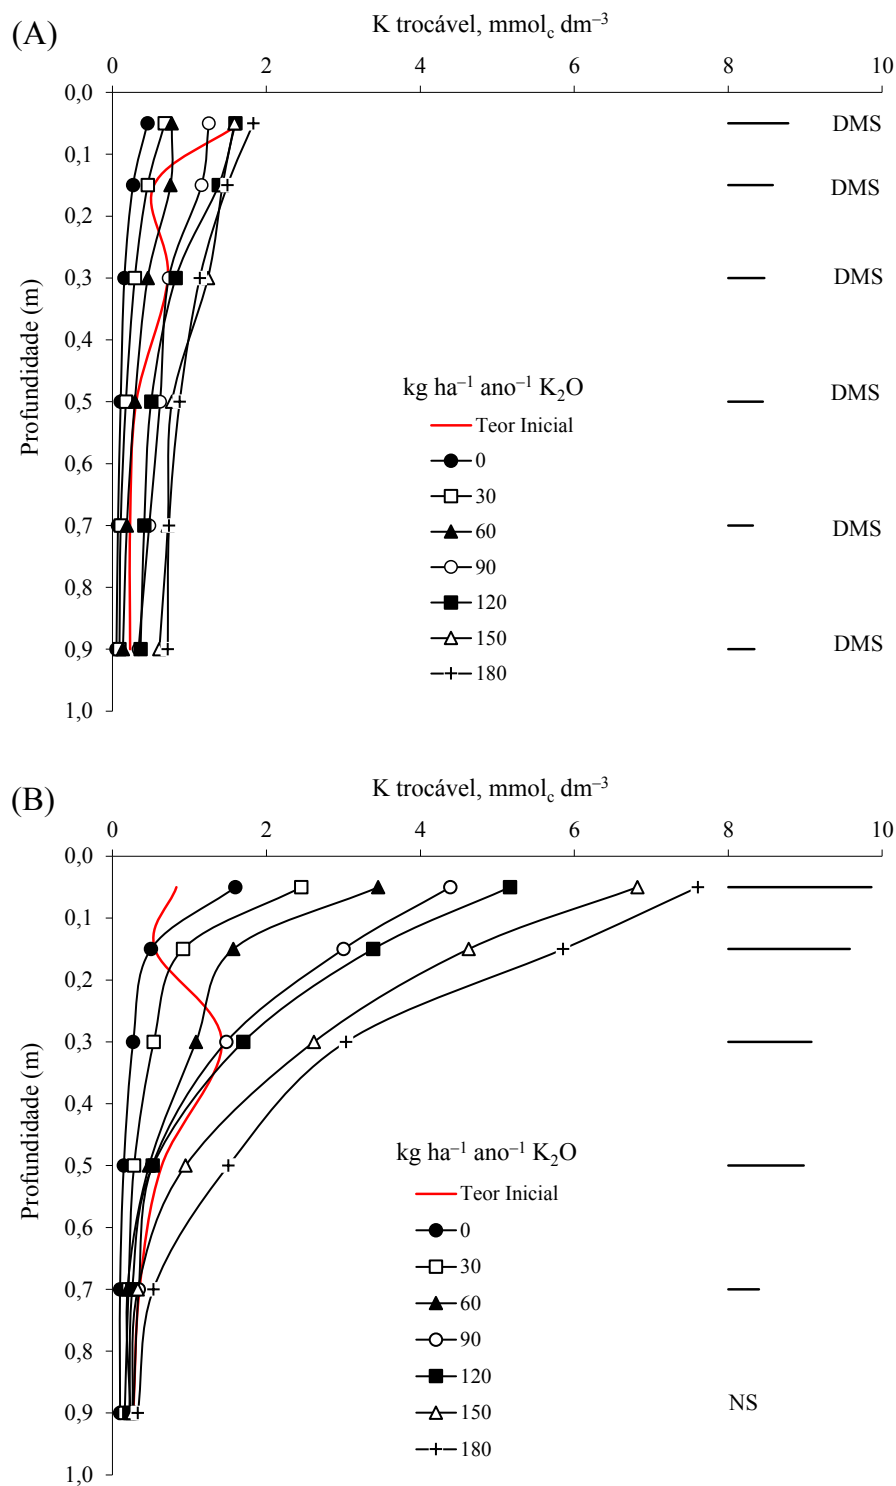 (A)
K trocável, mmolc dm–3
0 2 4 6 8 10
0,0
DMS
0,1
DMS
0,2
0,3
DMS
0,4
kg ha–1 ano–1 K2O
DMS
0,5
Teor Inicial
0
0,6
30
60
0,7
DMS
90
0,8
120
150
0,9
DMS
180
1,0
Profundidade (m)
(B)
K trocável, mmolc dm–3
0 2 4 6 8 10
0,0
0,1
0,2
0,3
0,4
kg ha–1 ano–1 K2O
0,5
Teor Inicial
0
0,6
30
60
0,7
90
0,8
120
150
0,9
NS
180
1,0
Profundidade (m)